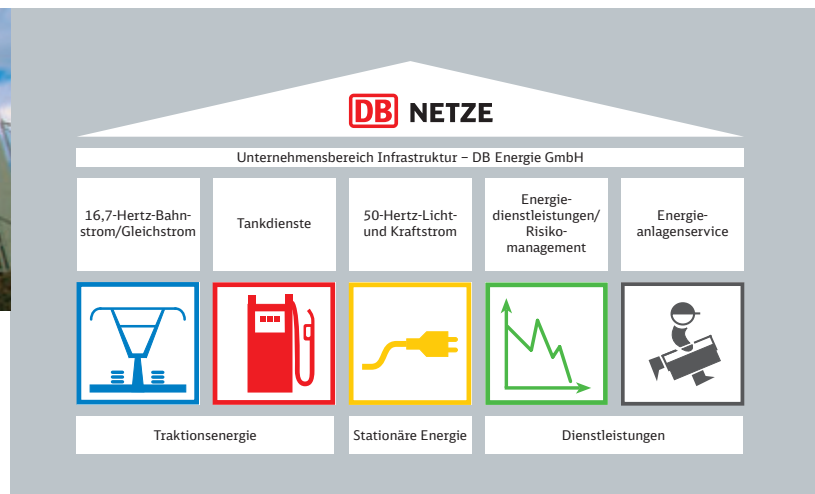 DB NETZE
Unternehmensbereich Infrastruktur – DB Energie GmbH
16,7-Hertz-Bahn-
strom/Gleichstrom
Tankdienste
50-Hertz-Licht-
und Kraftstrom
Energie-
dienstleistungen/
Risiko-
management
Energie-
anlagenservice
Traktionsenergie
Stationäre Energie
Dienstleistungen